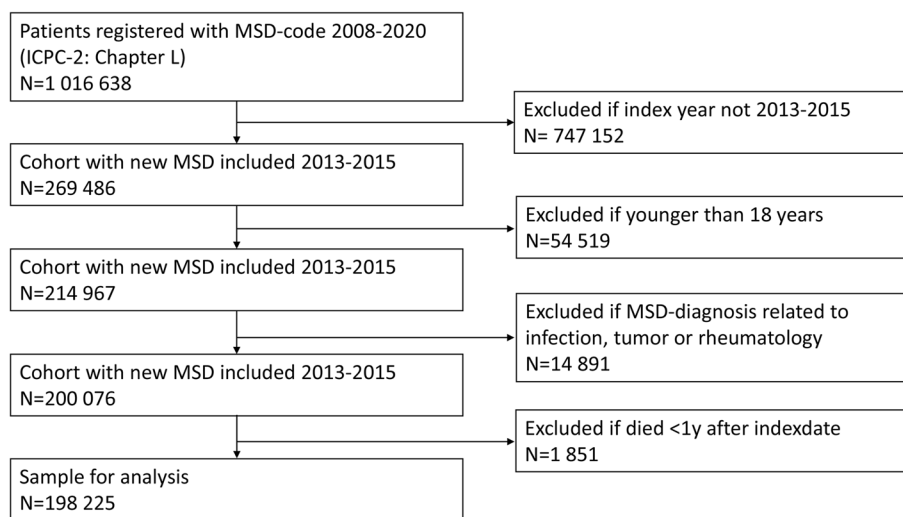 Patients registered with MSD-code 2008-2020
(ICPC-2: Chapter L)
N=1 016 638
Excluded if index year not 2013-2015
N= 747 152
Cohort with new MSD included 2013-2015
N=269 486
Excluded if younger than 18 years
N=54 519
Cohort with new MSD included 2013-2015
N=214 967
Excluded if MSD-diagnosis related to
infection, tumor or rheumatology
N=14 891
Cohort with new MSD included 2013-2015
N=200 076
Excluded if died <1y after indexdate
N=1 851
Sample for analysis
N=198 225